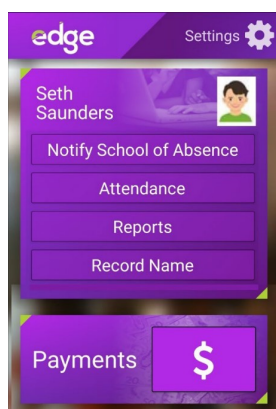 edge
Settings
Seth
Saunders
Notify School of Absence
Attendance
Reports
Record Name
Payments
$